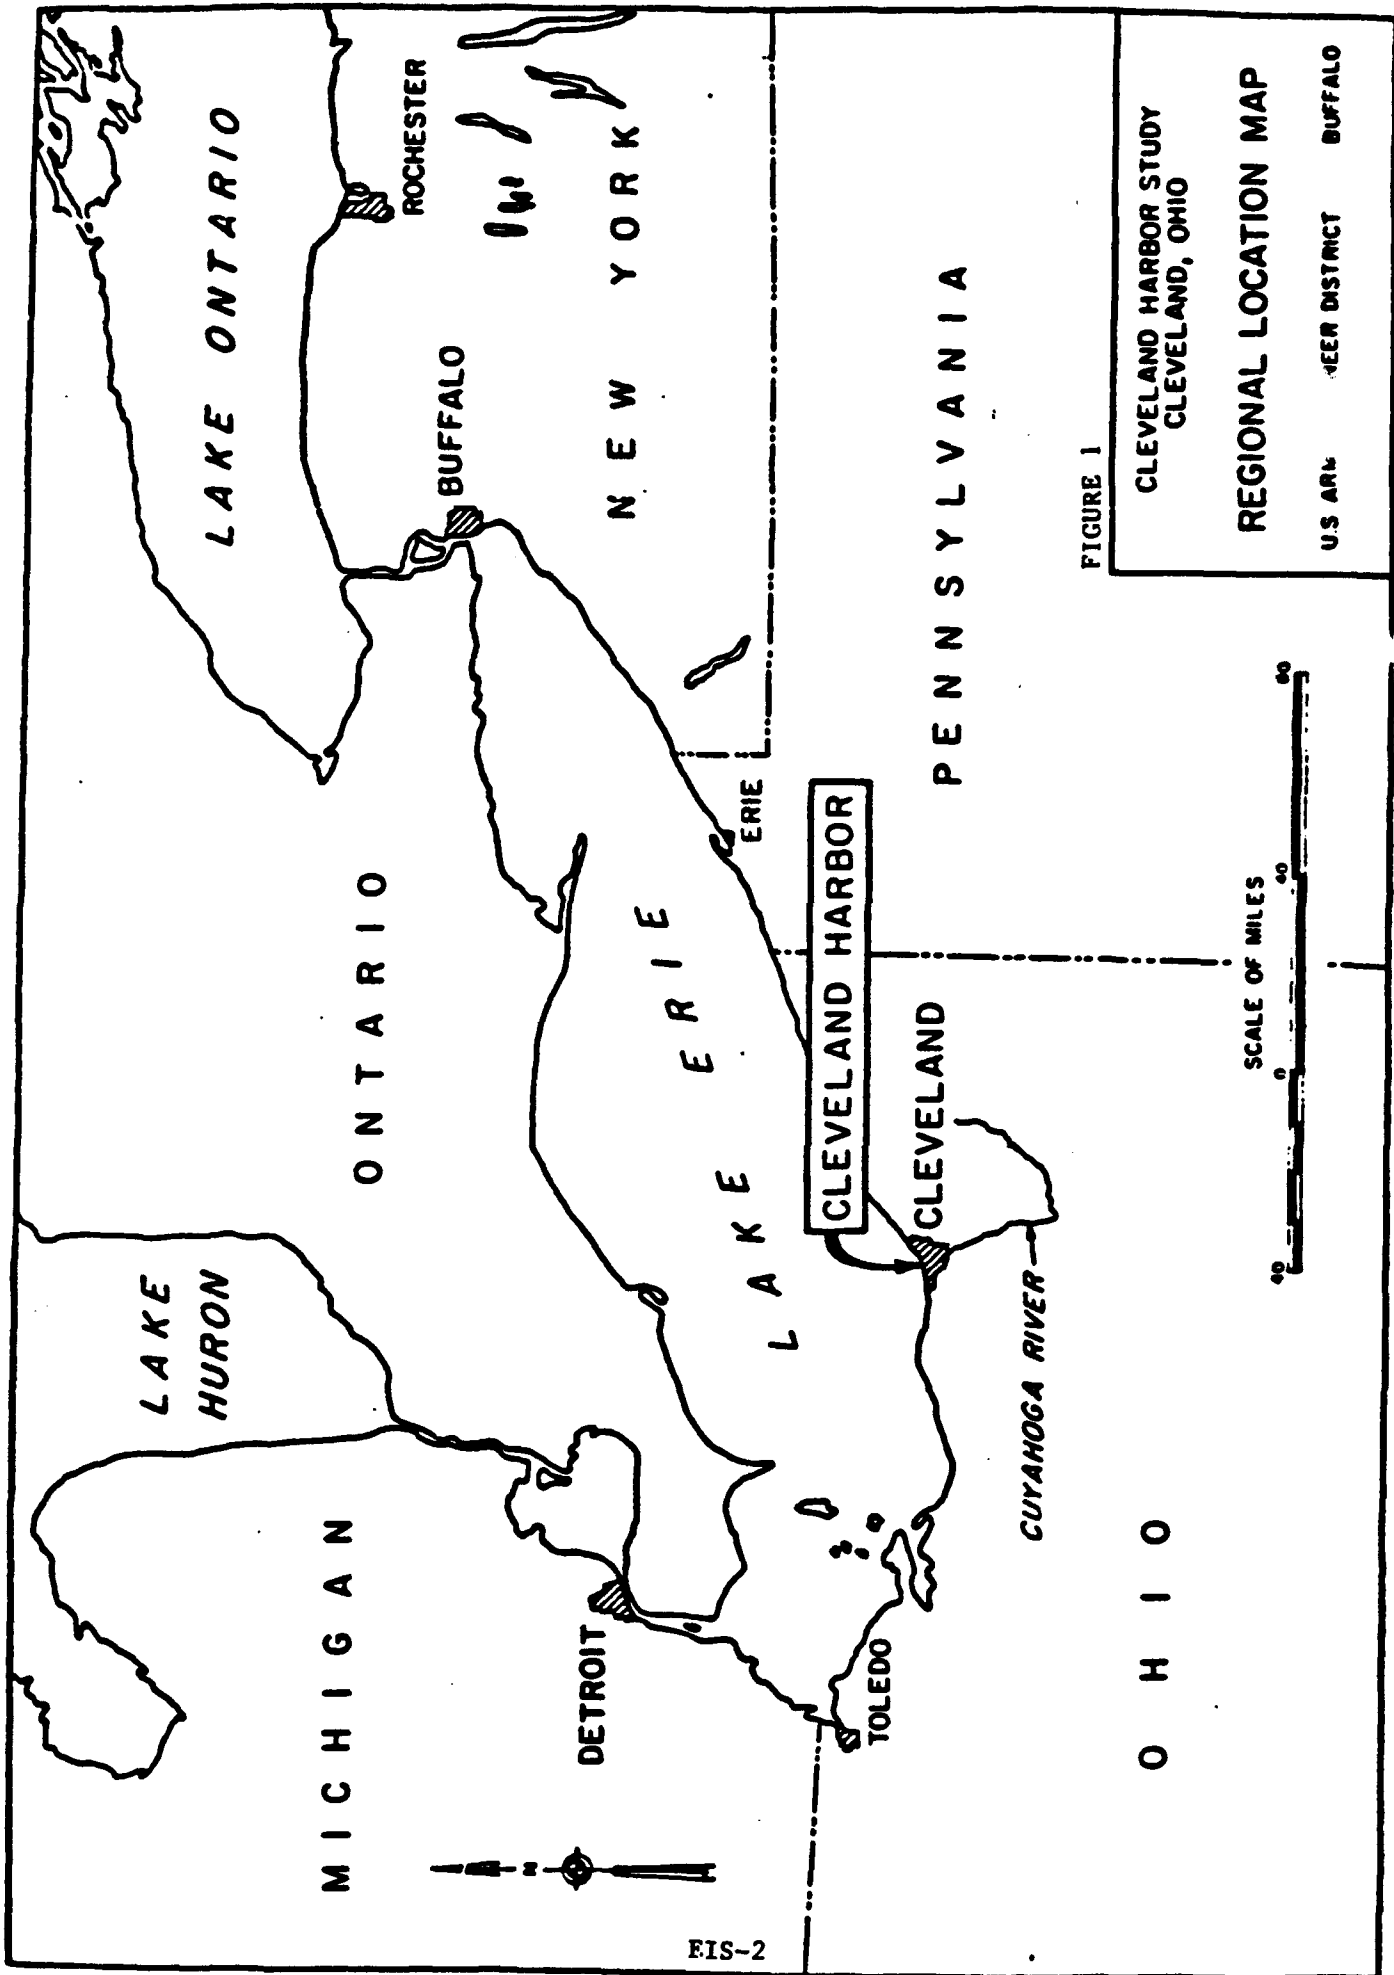 LAKE ONTARIO
ROCHESTER
BUFFALO
NEW YORK
PENNSYLVANIA
ONTARIO
LAKE
HURON
MICHIGAN
DETROIT
LAKE ERIE
ERIE
CLEVELAND HARBOR
CLEVELAND
CUYAHOGA RIVER
TOLEDO
OHIO
N
SCALE OF MILES
40 0 40 80
FIGURE 1
CLEVELAND HARBOR STUDY
CLEVELAND, OHIO
REGIONAL LOCATION MAP
U.S DISTRICT BUFFALO
EIS-2